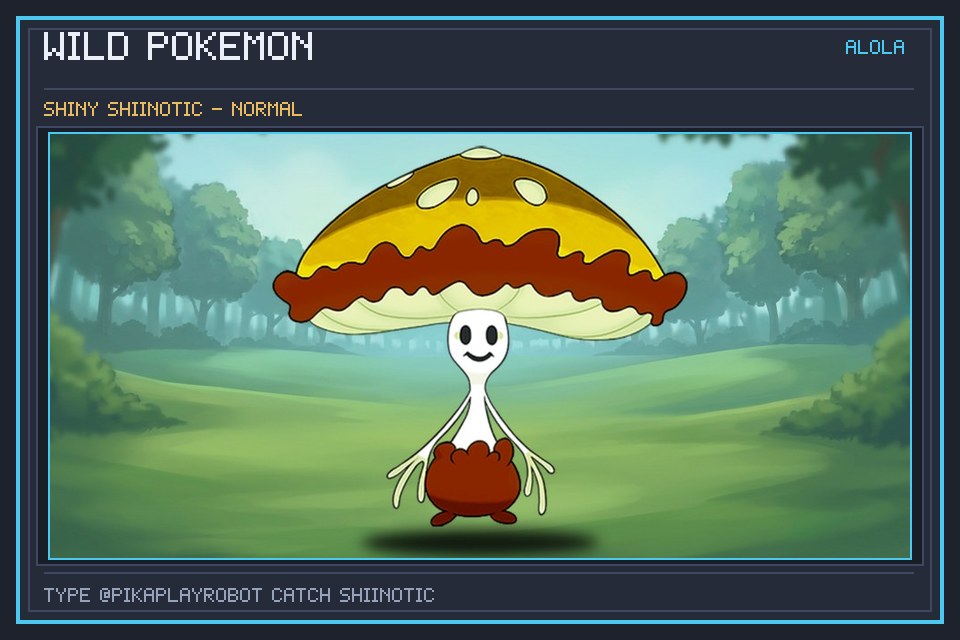 WILD POKEMON
ALOLA
SHINY SHIINOTIC - NORMAL
TYPE @PIKAPLAYROBOT CATCH SHIINOTIC